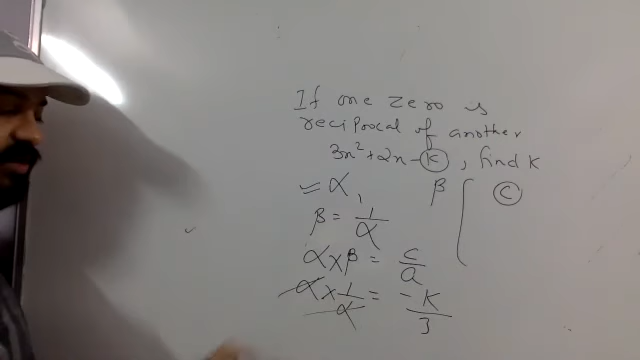 If one zero is
reciprocal of another
3x² + 2x - k , find k
= α, β
β = 1/α
α × β = c/a
α × 1/α = -k/3
c